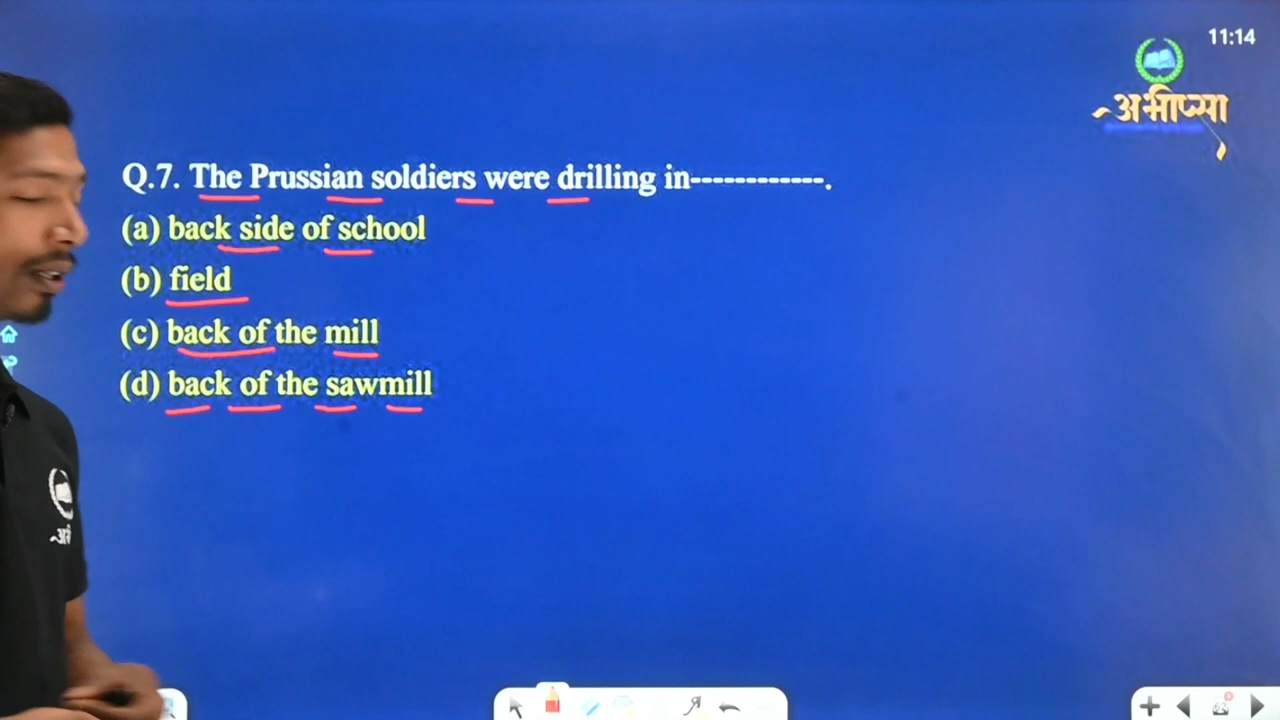 11:14
अभीप्सा
Q.7. The Prussian soldiers were drilling in------------.
(a) back side of school
(b) field
(c) back of the mill
(d) back of the sawmill